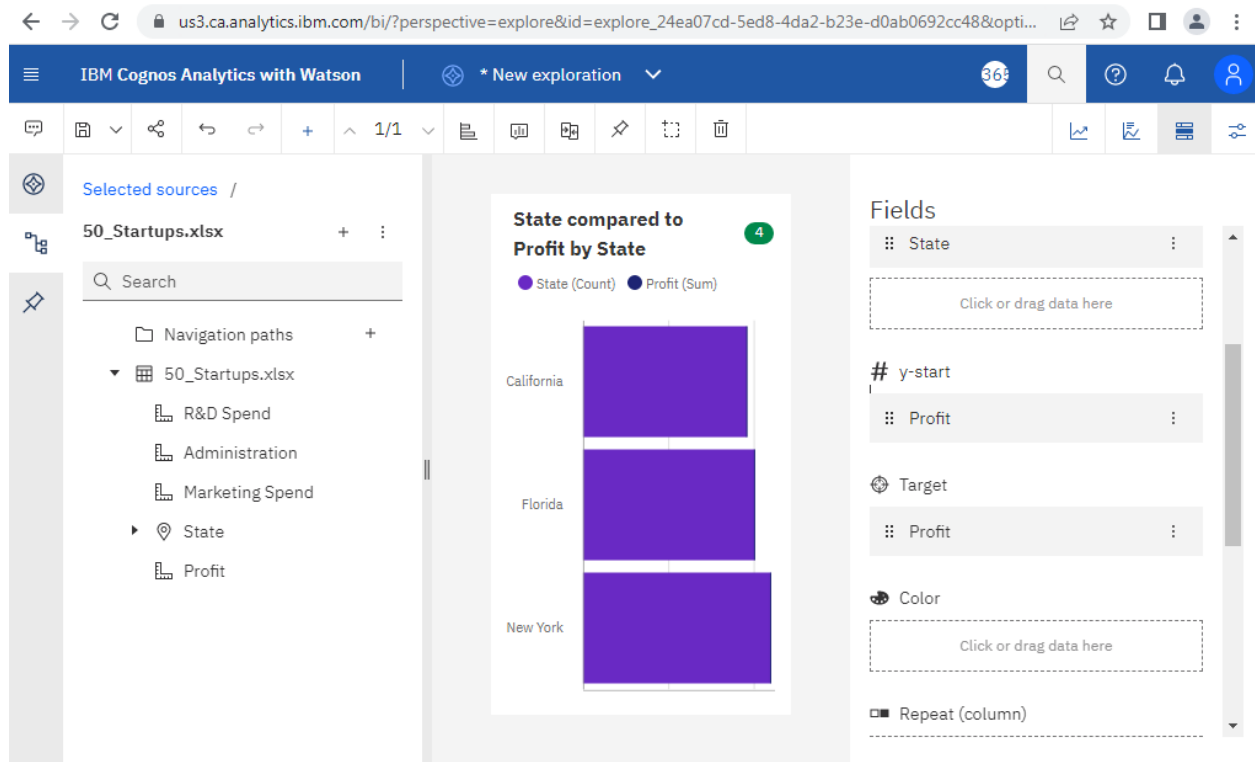 us3.ca.analytics.ibm.com/bi/?perspective=explore&id=explore_24ea07cd-5ed8-4da2-b23e-d0ab0692cc48&opti...
IBM Cognos Analytics with Watson
* New exploration
365
1/1
Selected sources /
50_Startups.xlsx
Search
Navigation paths
50_Startups.xlsx
R&D Spend
Administration
Marketing Spend
State
Profit
State compared to
Profit by State
4
State (Count) Profit (Sum)
California
Florida
New York
Fields
State
Click or drag data here
# y-start
Profit
Target
Profit
Color
Click or drag data here
Repeat (column)